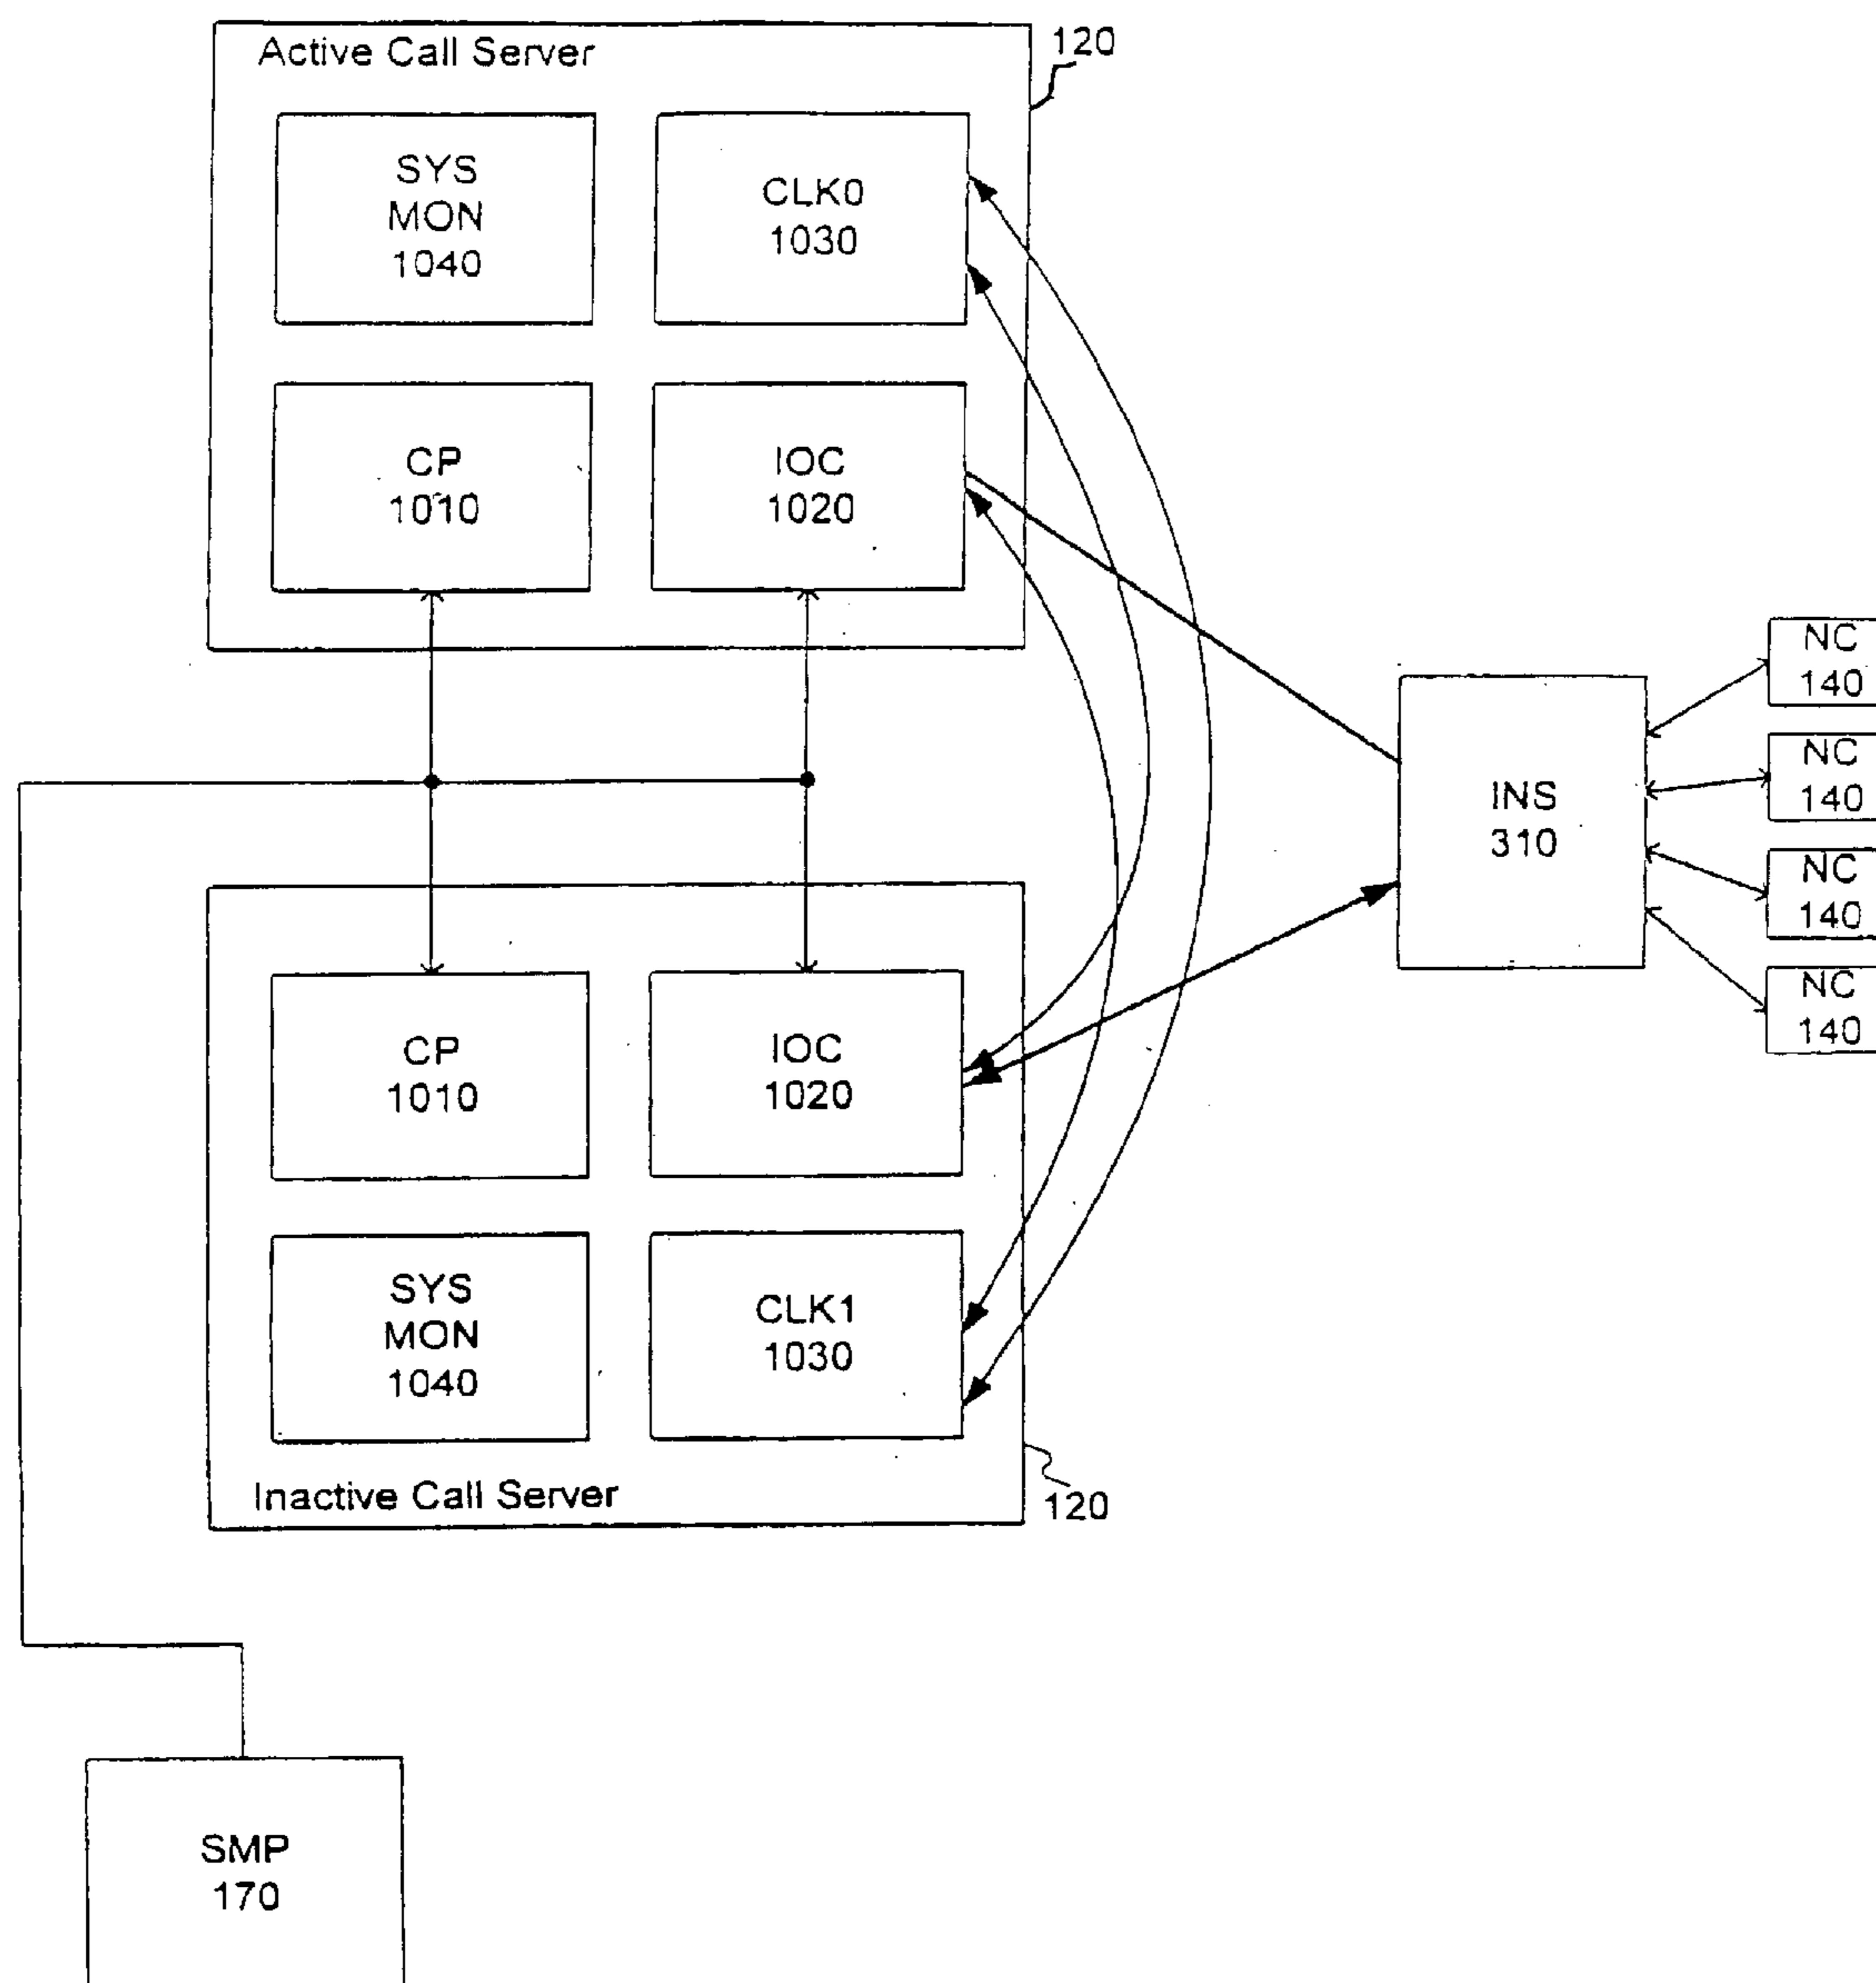 Active Call Server
120
SYS
MON
1040
CLK0
1030
CP
1010
IOC
1020
INS
310
NC
140
NC
140
NC
140
NC
140
CP
1010
IOC
1020
SYS
MON
1040
CLK1
1030
Inactive Call Server
120
SMP
170